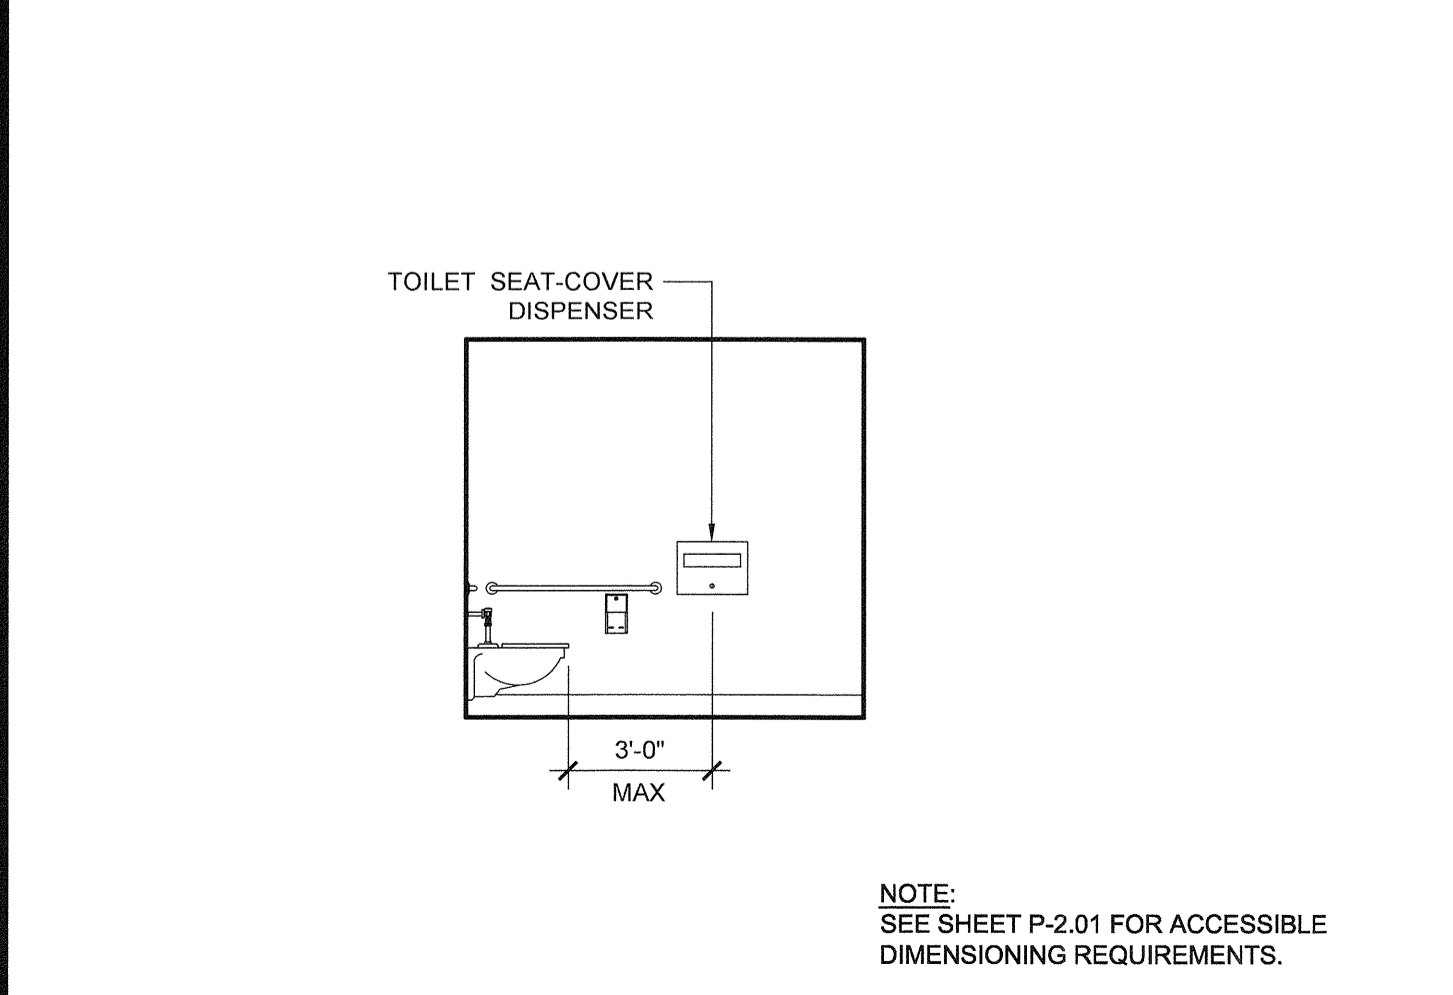 TOILET SEAT-COVER
DISPENSER
3'-0"
MAX
NOTE:
SEE SHEET P-2.01 FOR ACCESSIBLE
DIMENSIONING REQUIREMENTS.